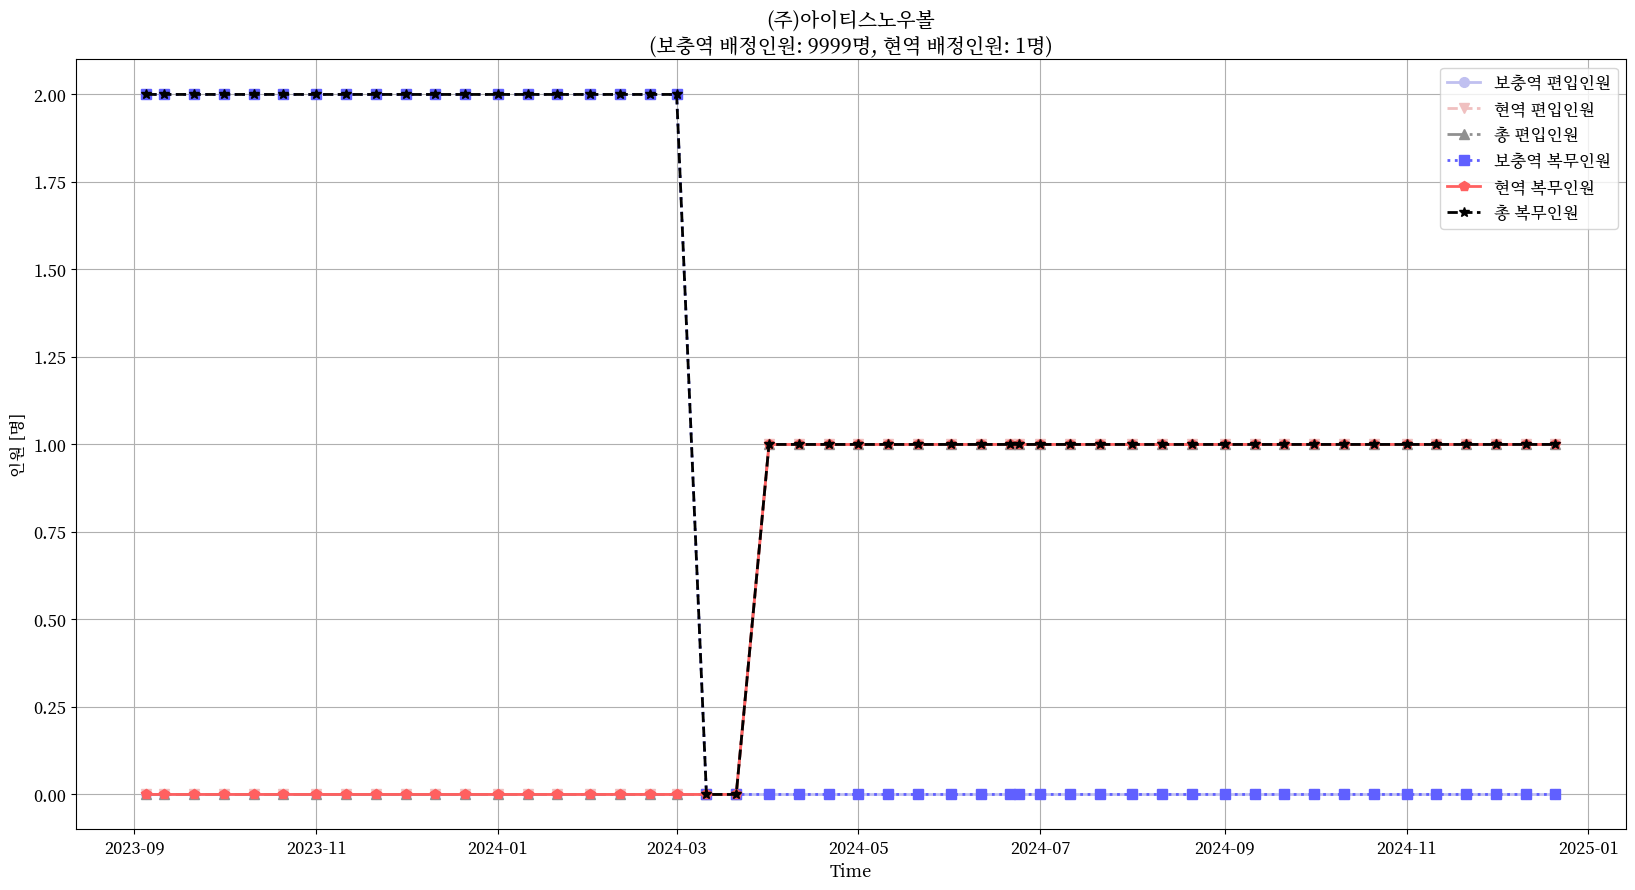 (주)아이티스노우볼
(보충역 배정인원: 9999명, 현역 배정인원: 1명)
보충역 편입인원
현역 편입인원
총 편입인원
보충역 복무인원
현역 복무인원
총 복무인원
인원 [명]
2.00
1.75
1.50
1.25
1.00
0.75
0.50
0.25
0.00
2023-09
2023-11
2024-01
2024-03
2024-05
2024-07
2024-09
2024-11
2025-01
Time